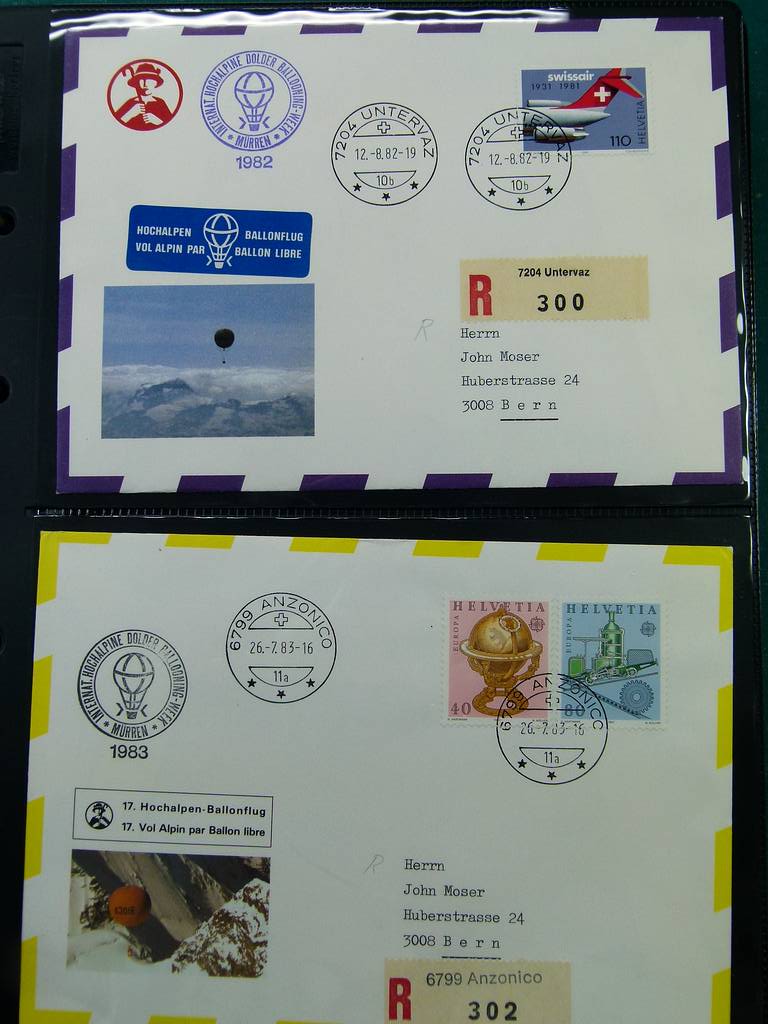 INTERNAT. HOCHALPINE DOLDER BALLOONING-WEEK
* MÜRREN *
1982
7204 UNTERVAZ
12.-8.82-19
10b
7204 UNTERVAZ
12.-8.82-19
10b
swissair
1931 1981
110
HELVETIA
HOCHALPEN BALLONFLUG
VOL ALPIN PAR BALLON LIBRE
R
7204 Untervaz
300
R
Herrn
John Moser
Huberstrasse 24
3008 Bern
INTERNAT. HOCHALPINE DOLDER BALLOONING-WEEK
* MÜRREN *
1983
6799 ANZONICO
26.-7.83-16
11a
HELVETIA
EUROPA
40
HELVETIA
EUROPA
80
6799 ANZONICO
26.-7.83-16
11a
17. Hochalpen-Ballonflug
17. Vol Alpin par Ballon libre
R
Herrn
John Moser
Huberstrasse 24
3008 Bern
R
6799 Anzonico
302